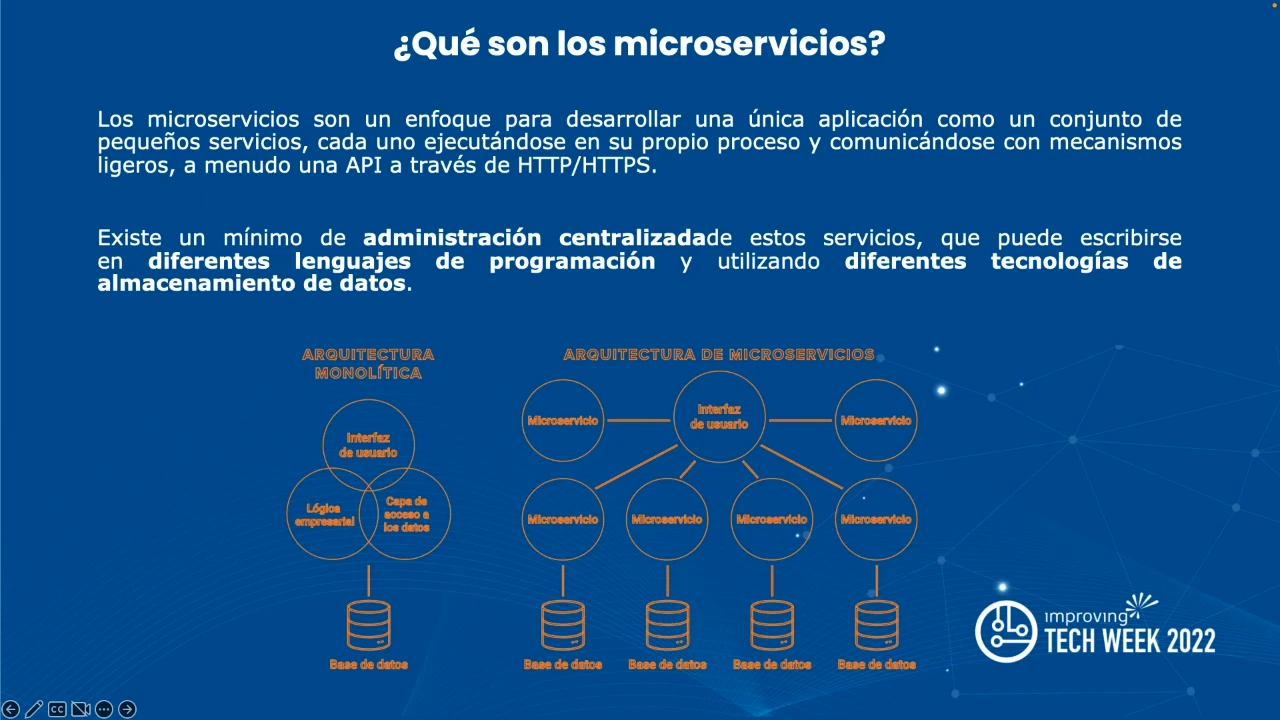 ¿Qué son los microservicios?
Los microservicios son un enfoque para desarrollar una única aplicación como un conjunto de
pequeños servicios, cada uno ejecutándose en su propio proceso y comunicándose con mecanismos
ligeros, a menudo una API a través de HTTP/HTTPS.
Existe un mínimo de administración centralizadade estos servicios, que puede escribirse
en diferentes lenguajes de programación y utilizando diferentes tecnologías de
almacenamiento de datos.
ARQUITECTURA
MONOLÍTICA
Interfaz
de usuario
Lógica
empresarial
Capa de
acceso a
los datos
Base de datos
ARQUITECTURA DE MICROSERVICIOS
Microservicio
Interfaz
de usuario
Microservicio
Microservicio
Microservicio
Microservicio
Microservicio
Base de datos
Base de datos
Base de datos
Base de datos
improving
TECH WEEK 2022
CC